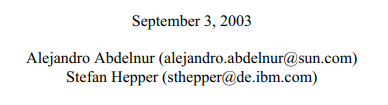 September 3, 2003
Alejandro Abdelnur (alejandro.abdelnur@sun.com)
Stefan Hepper (sthepper@de.ibm.com)